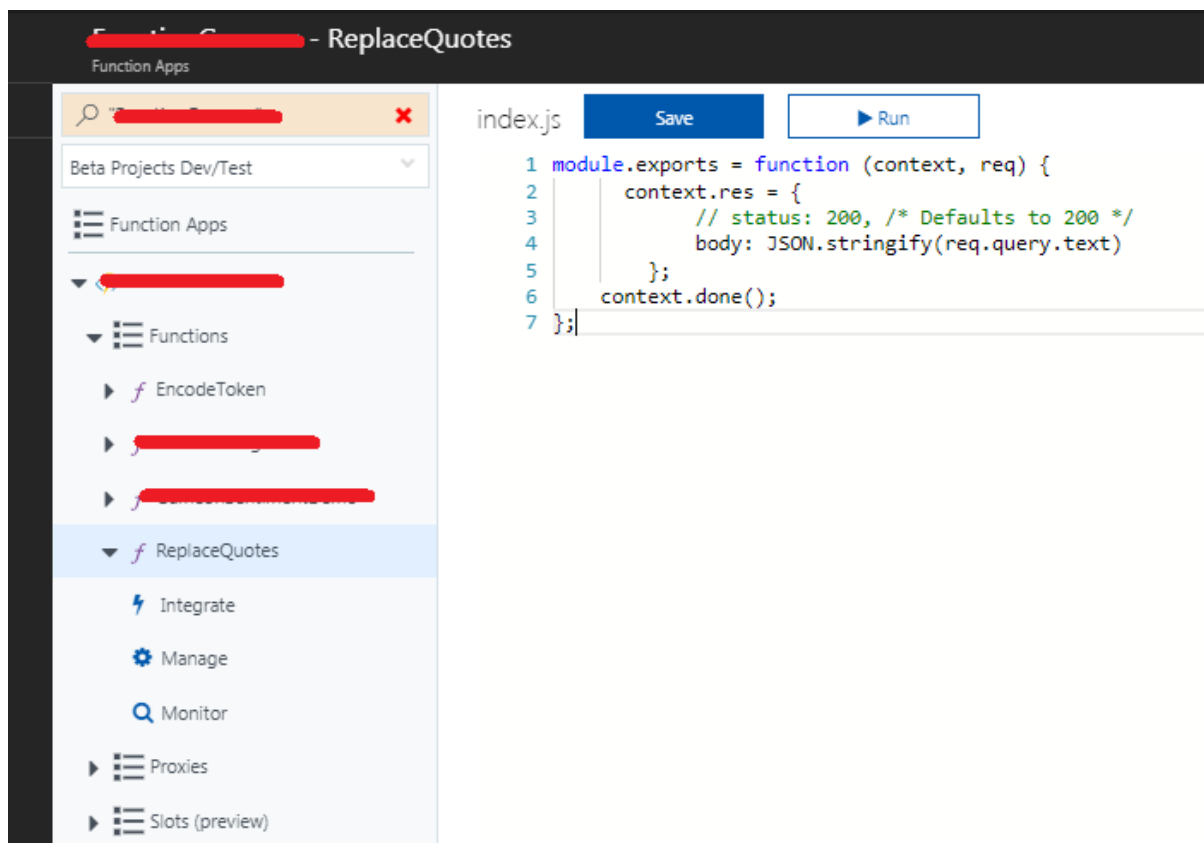 - ReplaceQuotes
Function Apps
Beta Projects Dev/Test
Function Apps
Functions
f EncodeToken
f ReplaceQuotes
Integrate
Manage
Monitor
Proxies
Slots (preview)
index.js Save Run
1 module.exports = function (context, req) {
2 context.res = {
3 // status: 200, /* Defaults to 200 */
4 body: JSON.stringify(req.query.text)
5 };
6 context.done();
7 };